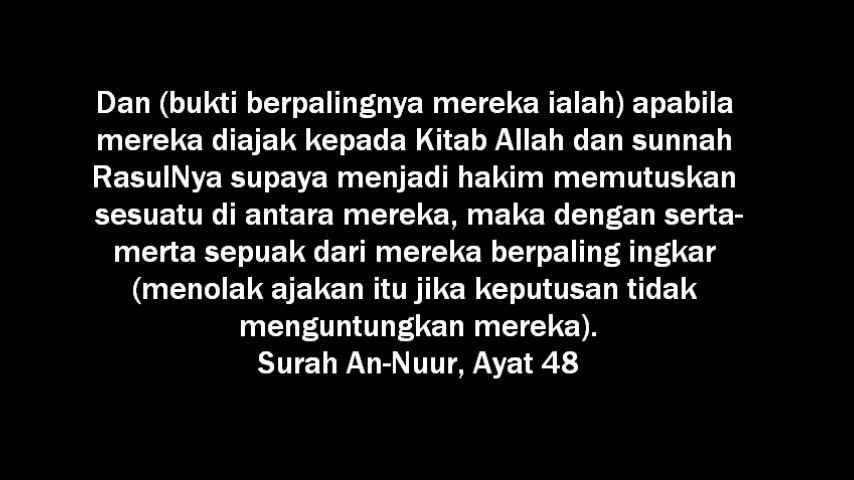 Dan (bukti berpalingnya mereka ialah) apabila
mereka diajak kepada Kitab Allah dan sunnah
RasulNya supaya menjadi hakim memutuskan
sesuatu di antara mereka, maka dengan serta-
merta sepuak dari mereka berpaling ingkar
(menolak ajakan itu jika keputusan tidak
menguntungkan mereka).
Surah An-Nuur, Ayat 48